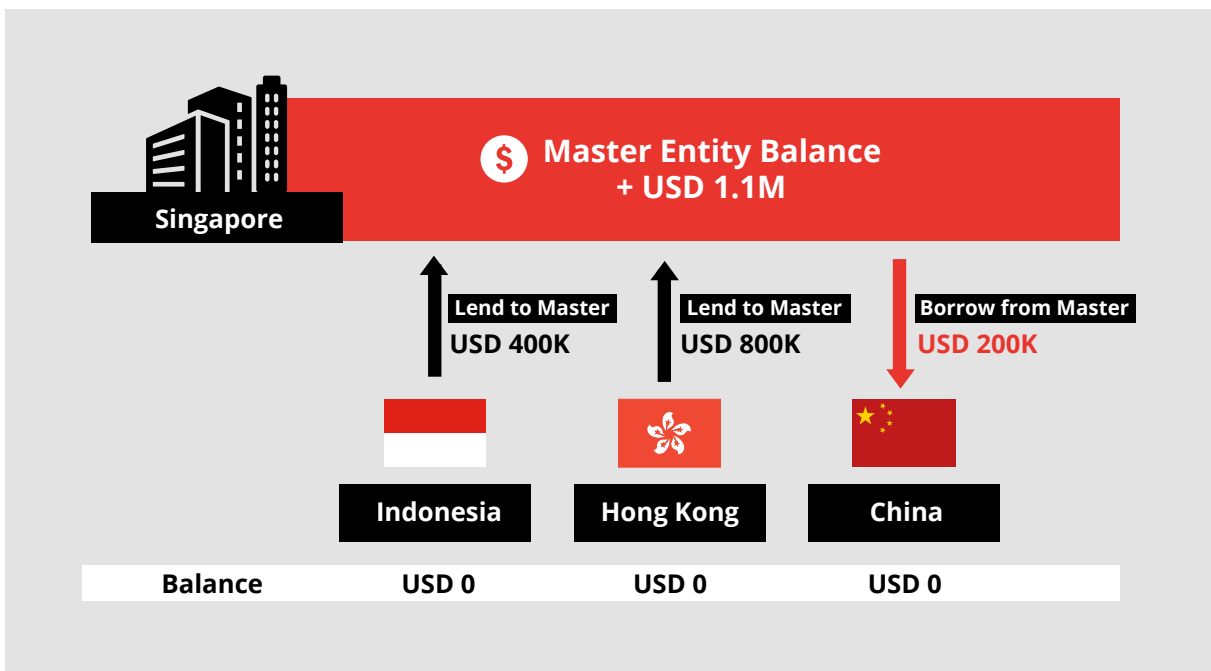 $ Master Entity Balance
+ USD 1.1M
Singapore
Lend to Master
USD 400K
Lend to Master
USD 800K
Borrow from Master
USD 200K
Indonesia
Hong Kong
China
Balance USD 0 USD 0 USD 0